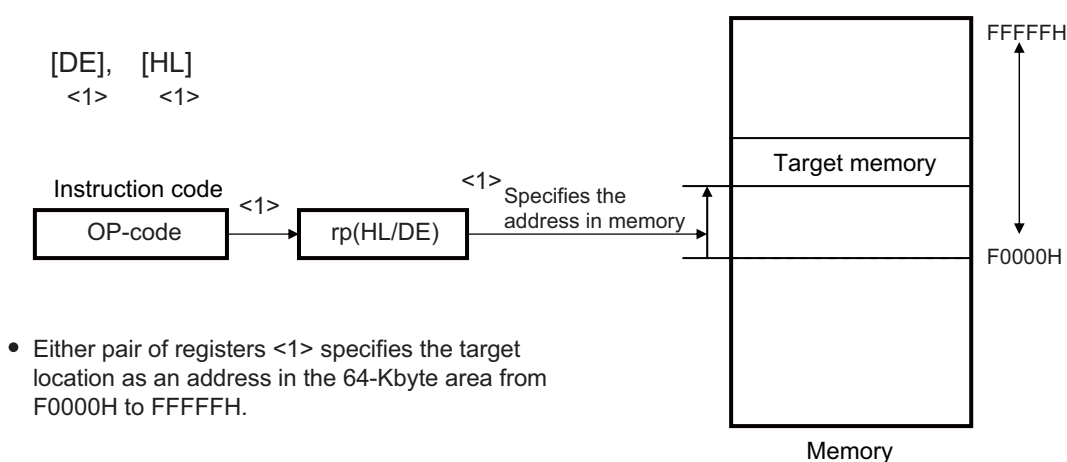 FFFFFH
[DE], [HL]
<1> <1>
Target memory
Instruction code
<1>
<1>
Specifies the
address in memory
OP-code
rp(HL/DE)
F0000H
• Either pair of registers <1> specifies the target
location as an address in the 64-Kbyte area from
F0000H to FFFFFH.
Memory